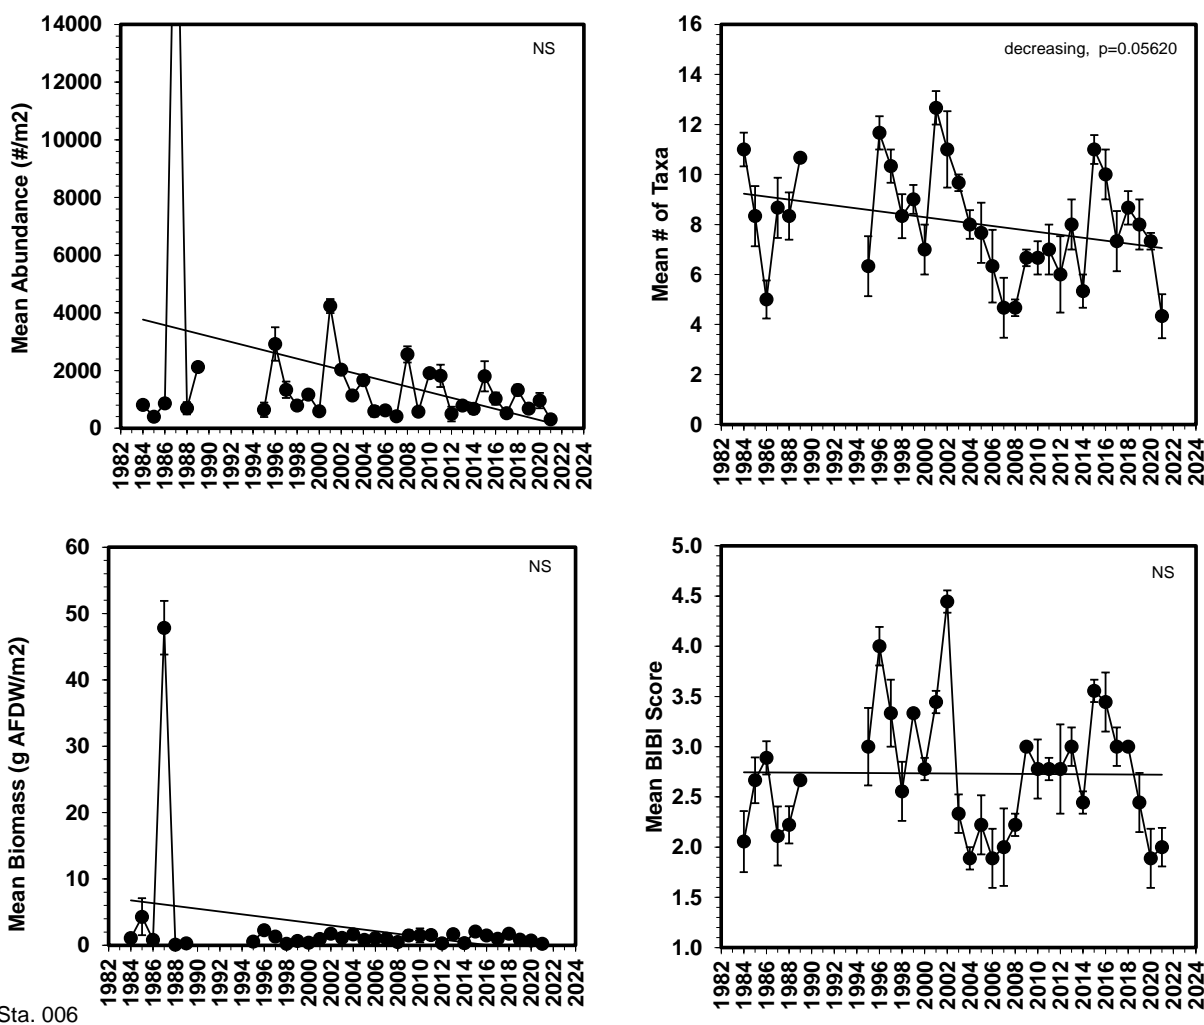 Mean Abundance (#/m2)
14000
12000
10000
8000
6000
4000
2000
0
NS
1982 1984 1986 1988 1990 1992 1994 1996 1998 2000 2002 2004 2006 2008 2010 2012 2014 2016 2018 2020 2022 2024
Mean # of Taxa
16
14
12
10
8
6
4
2
0
decreasing, p=0.05620
1982 1984 1986 1988 1990 1992 1994 1996 1998 2000 2002 2004 2006 2008 2010 2012 2014 2016 2018 2020 2022 2024
Mean Biomass (g AFDW/m2)
60
50
40
30
20
10
0
NS
1982 1984 1986 1988 1990 1992 1994 1996 1998 2000 2002 2004 2006 2008 2010 2012 2014 2016 2018 2020 2022 2024
Mean BIBI Score
5.0
4.5
4.0
3.5
3.0
2.5
2.0
1.5
1.0
NS
1982 1984 1986 1988 1990 1992 1994 1996 1998 2000 2002 2004 2006 2008 2010 2012 2014 2016 2018 2020 2022 2024
Sta. 006